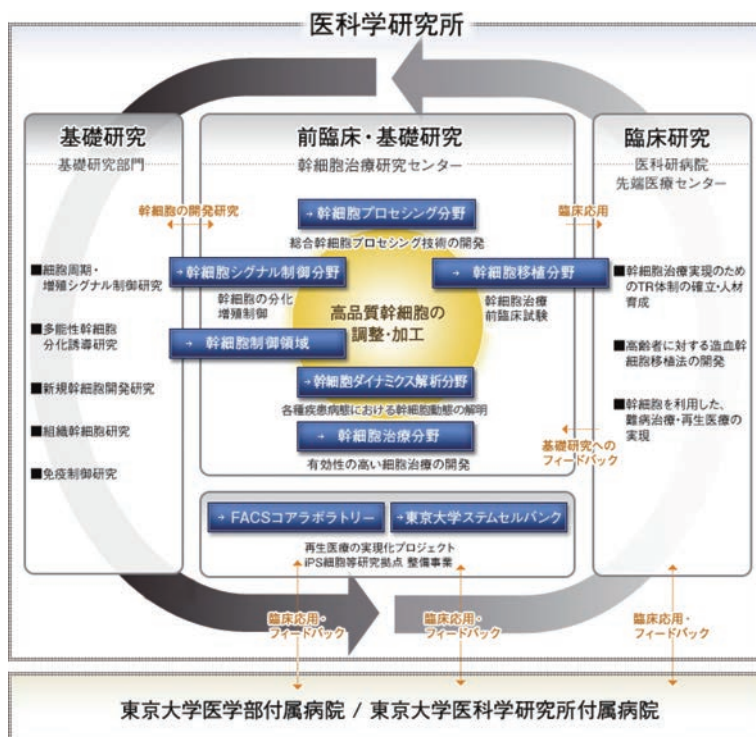 医科学研究所
基礎研究
基礎研究部門
幹細胞の開発研究
■細胞周期・
増殖シグナル制御研究
■多能性幹細胞
分化誘導研究
■新規幹細胞開発研究
■組織幹細胞研究
■免疫制御研究
前臨床・基礎研究
幹細胞治療研究センター
→幹細胞プロセシング分野
総合幹細胞プロセシング技術の開発
→幹細胞シグナル制御分野
幹細胞の分化
増殖制御
→幹細胞移植分野
幹細胞治療
前臨床試験
高品質幹細胞の
調整・加工
→幹細胞制御領域
→幹細胞ダイナミクス解析分野
各種疾患病態における幹細胞動態の解明
→幹細胞治療分野
有効性の高い細胞治療の開発
→FACSコアラボラトリー
→東京大学ステムセルバンク
再生医療の実現化プロジェクト
iPS細胞等研究拠点 整備事業
臨床研究
医科研病院
先端医療センター
臨床応用
■幹細胞治療実現のため
のTR体制の確立・人材
育成
■高齢者に対する造血幹
細胞移植法の開発
■幹細胞を利用した、
難病治療・再生医療の
実現
基礎研究への
フィードバック
臨床応用・
フィードバック
臨床応用・
フィードバック
臨床応用・
フィードバック
東京大学医学部付属病院 / 東京大学医科学研究所付属病院